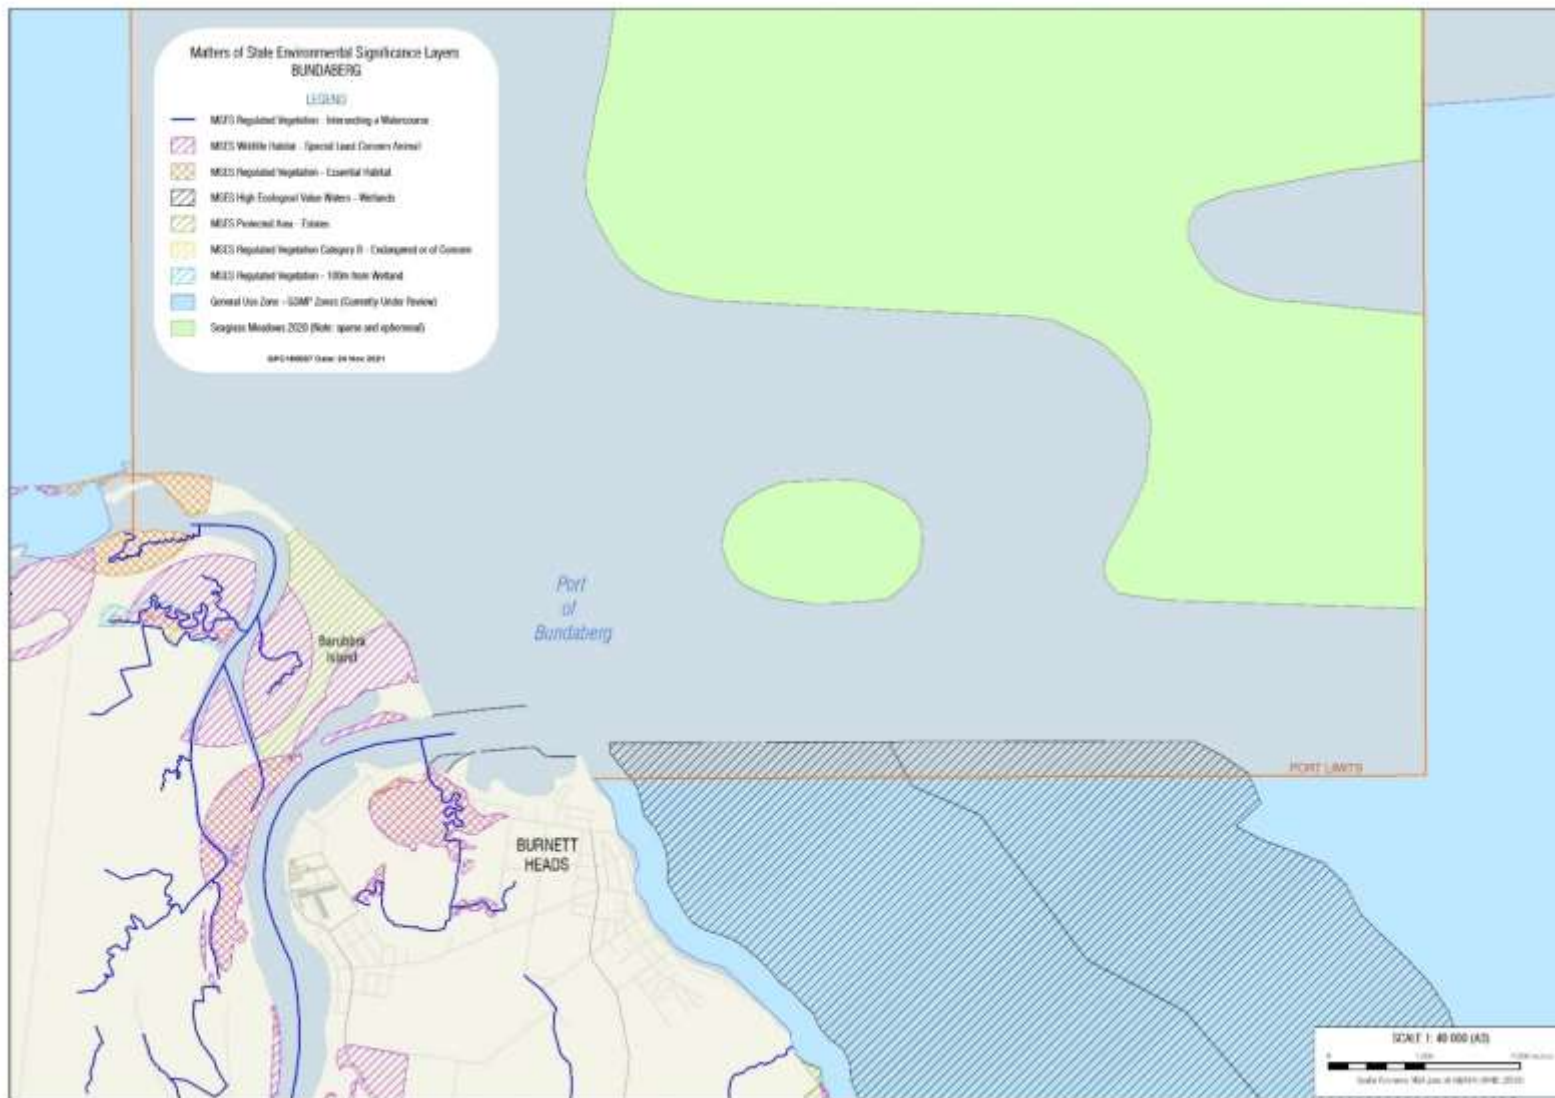 Matters of State Environmental Significance Layers
BUNDABERG
LEGEND
MSES Regulated Vegetation - Intersecting a Watercourse
MSES Wildlife Habitat - Special Least Concern Animal
MSES Regulated Vegetation - Essential Habitat
MSES High Ecological Value Waters - Wetlands
MSES Protected Area - Estates
MSES Regulated Vegetation Category B - Endangered or of Concern
MSES Regulated Vegetation - 100m from Wetland
General Use Zone - GBMP Zones (Currently Under Review)
Seagrass Meadows 2020 (Note: sparse and ephemeral)
Date: 24 Nov 2021
Port
of
Bundaberg
Barubbra
Island
PORT LIMITS
BURNETT
HEADS
SCALE 1: 40 000 (A3)